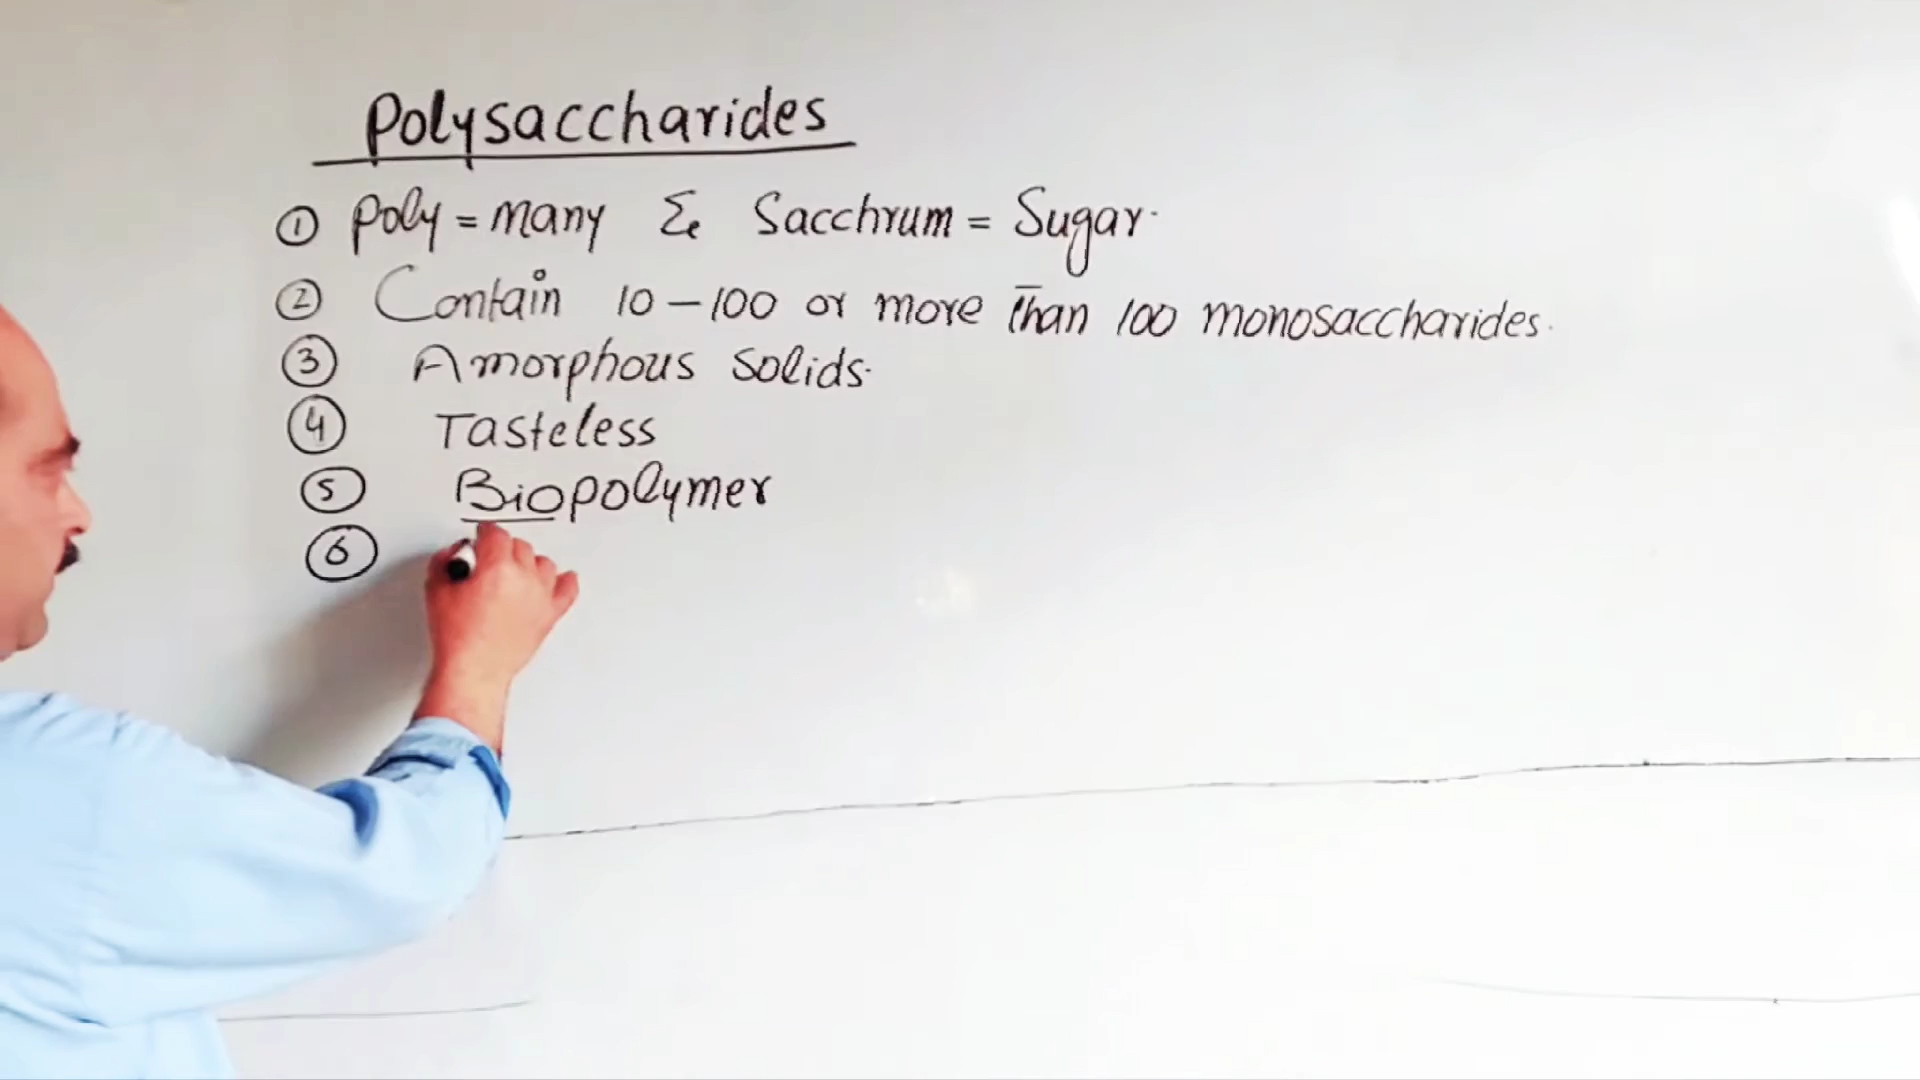 Polysaccharides
① Poly = many & Sacchrum = Sugar.
② Contain 10 – 100 or more than 100 monosaccharides.
③ Amorphous solids.
④ Tasteless
⑤ Biopolymer
⑥